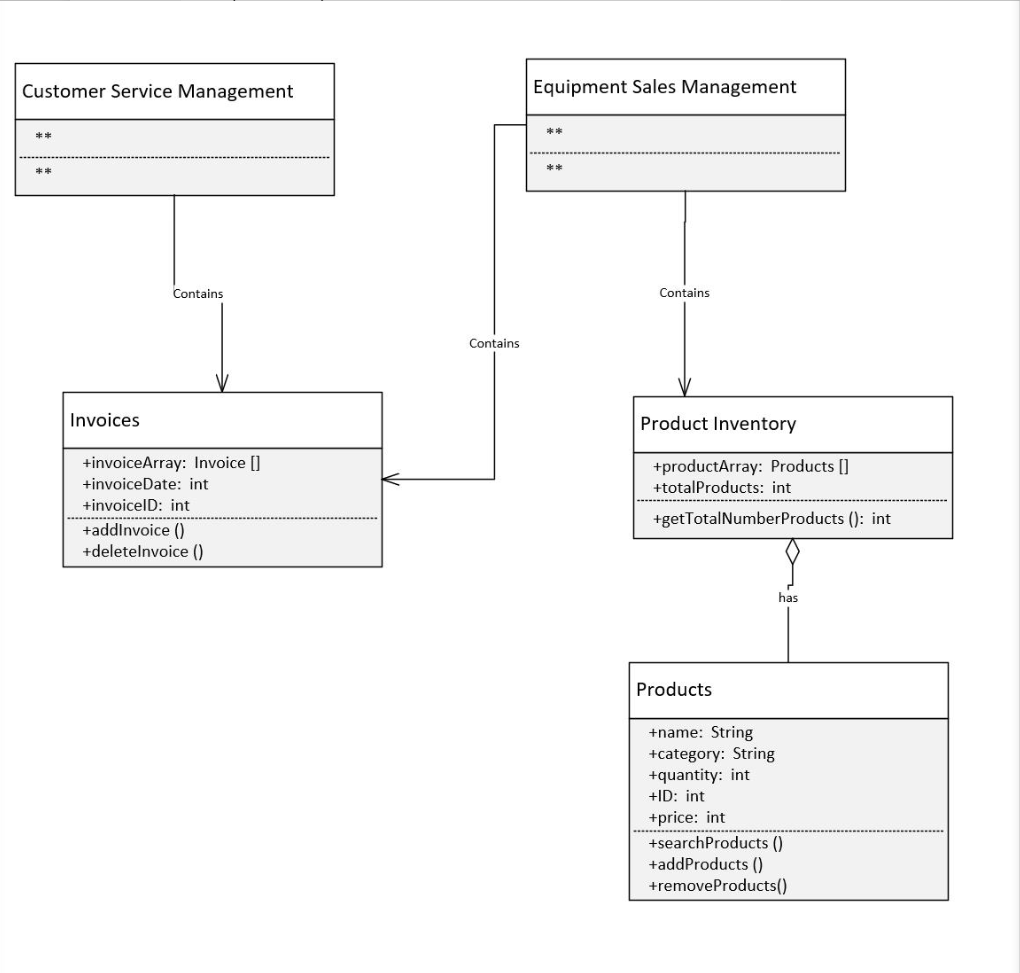 Customer Service Management
**
**
Equipment Sales Management
**
**
Contains
Contains
Contains
Invoices
+invoiceArray: Invoice []
+invoiceDate: int
+invoiceID: int
+addInvoice ()
+deleteInvoice ()
Product Inventory
+productArray: Products []
+totalProducts: int
+getTotalNumberProducts (): int
has
Products
+name: String
+category: String
+quantity: int
+ID: int
+price: int
+searchProducts ()
+addProducts ()
+removeProducts()